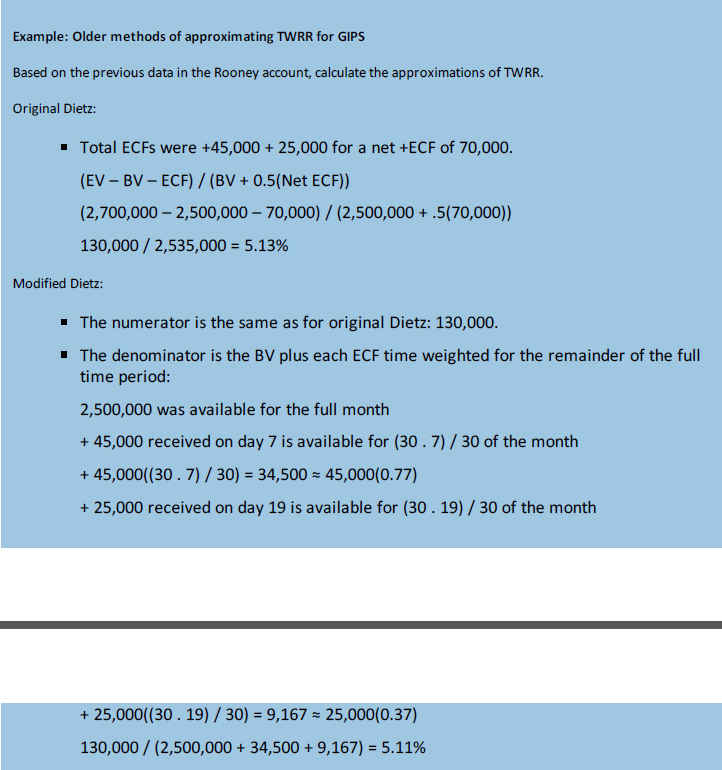 Example: Older methods of approximating TWRR for GIPS
Based on the previous data in the Rooney account, calculate the approximations of TWRR.
Original Dietz:
▪ Total ECFs were +45,000 + 25,000 for a net +ECF of 70,000.
(EV – BV – ECF) / (BV + 0.5(Net ECF))
(2,700,000 – 2,500,000 – 70,000) / (2,500,000 + .5(70,000))
130,000 / 2,535,000 = 5.13%
Modified Dietz:
▪ The numerator is the same as for original Dietz: 130,000.
▪ The denominator is the BV plus each ECF time weighted for the remainder of the full
time period:
2,500,000 was available for the full month
+ 45,000 received on day 7 is available for (30 . 7) / 30 of the month
+ 45,000((30 . 7) / 30) = 34,500 ≈ 45,000(0.77)
+ 25,000 received on day 19 is available for (30 . 19) / 30 of the month
+ 25,000((30 . 19) / 30) = 9,167 ≈ 25,000(0.37)
130,000 / (2,500,000 + 34,500 + 9,167) = 5.11%